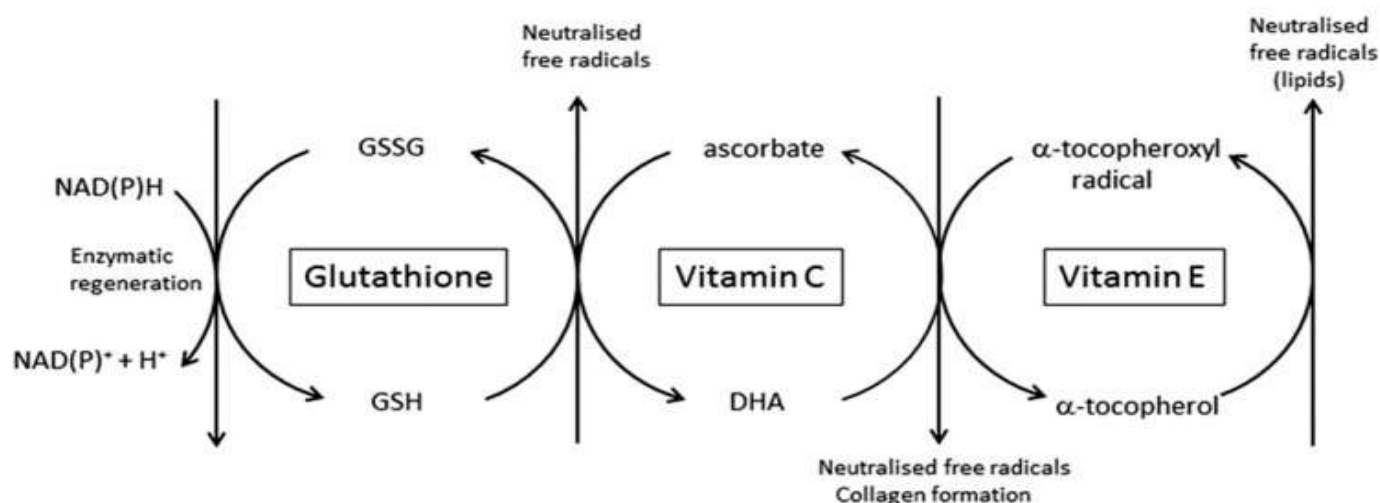 Neutralised
free radicals
Neutralised
free radicals
(lipids)
GSSG
ascorbate
α-tocopheroxyl
radical
NAD(P)H
Enzymatic
regeneration
Glutathione
Vitamin C
Vitamin E
NAD(P)⁺ + H⁺
GSH
DHA
α-tocopherol
Neutralised free radicals
Collagen formation